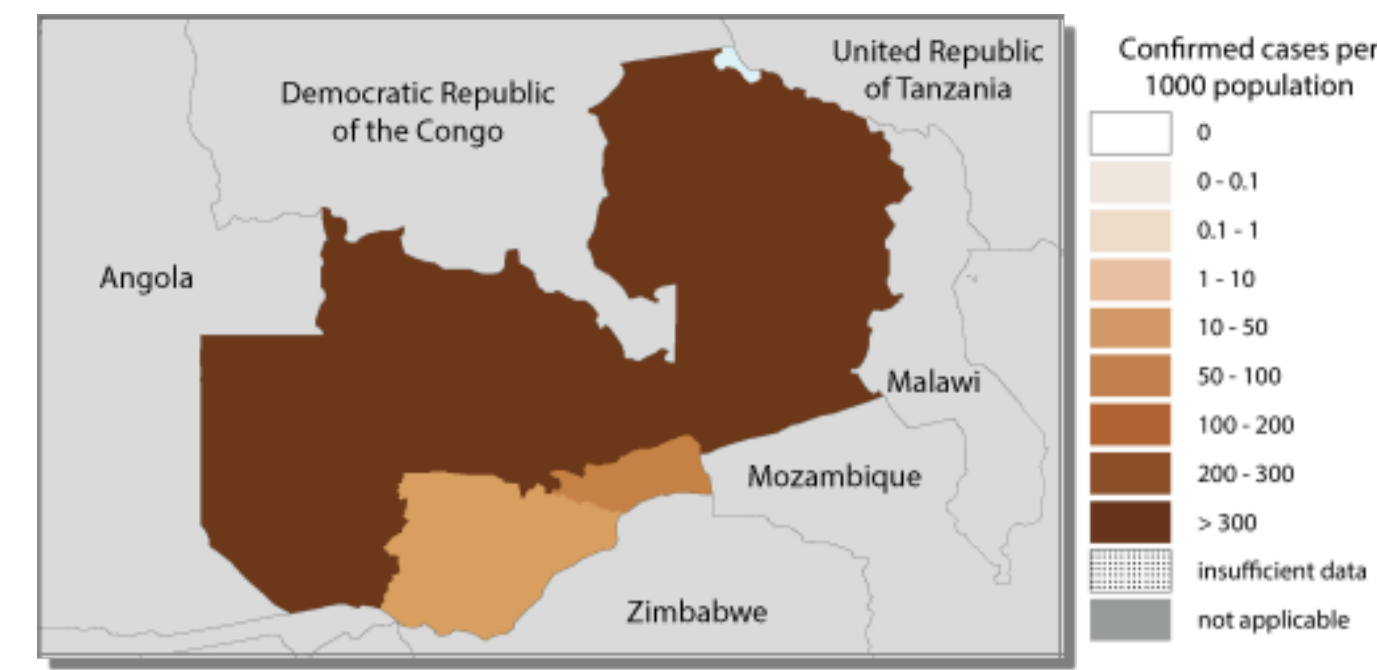 Democratic Republic
of the Congo
United Republic
of Tanzania
Angola
Malawi
Mozambique
Zimbabwe
Confirmed cases per
1000 population
0
0 - 0.1
0.1 - 1
1 - 10
10 - 50
50 - 100
100 - 200
200 - 300
> 300
insufficient data
not applicable